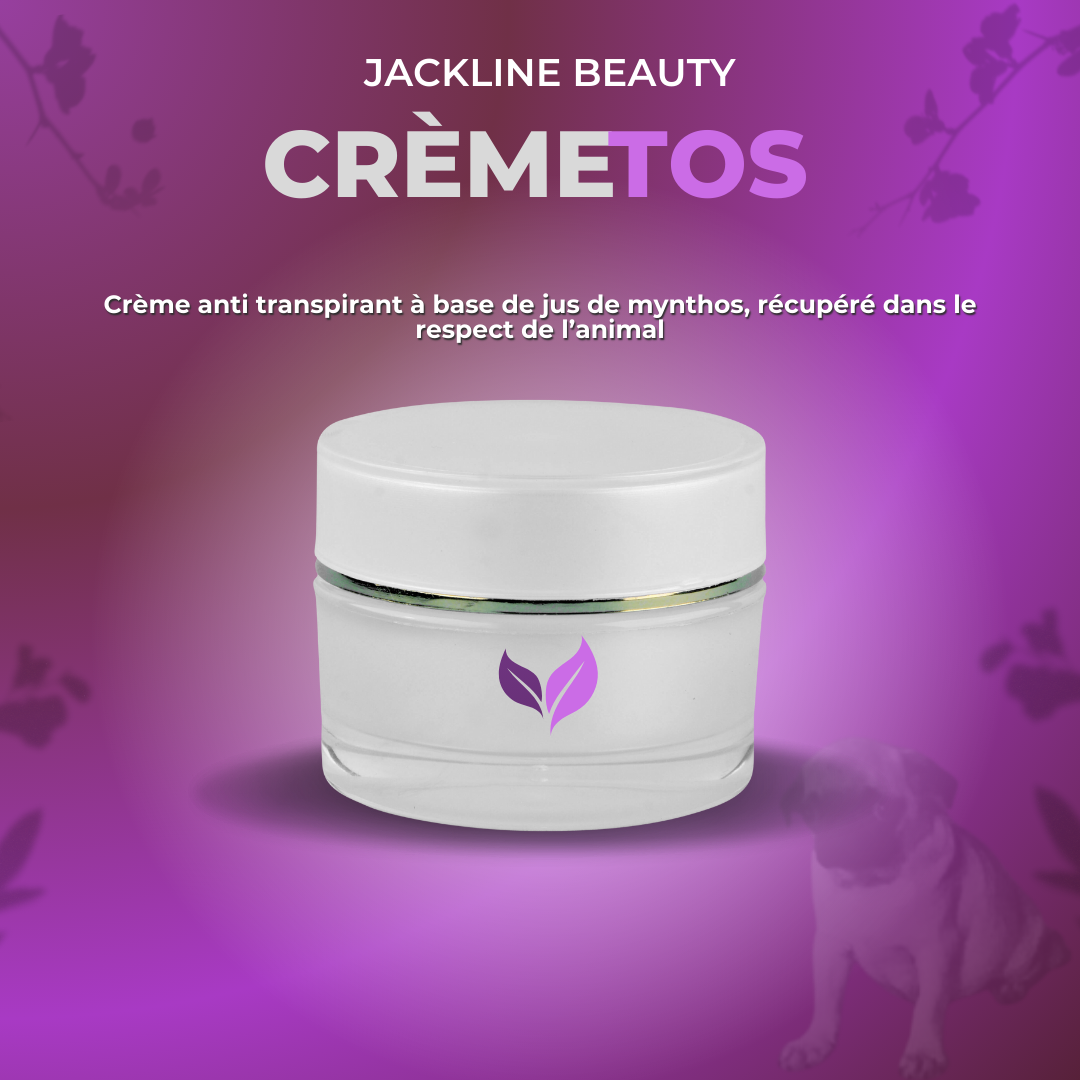 JACKLINE BEAUTY
CRÈMETOS
Crème anti transpirant à base de jus de mynthos, récupéré dans le
respect de l’animal